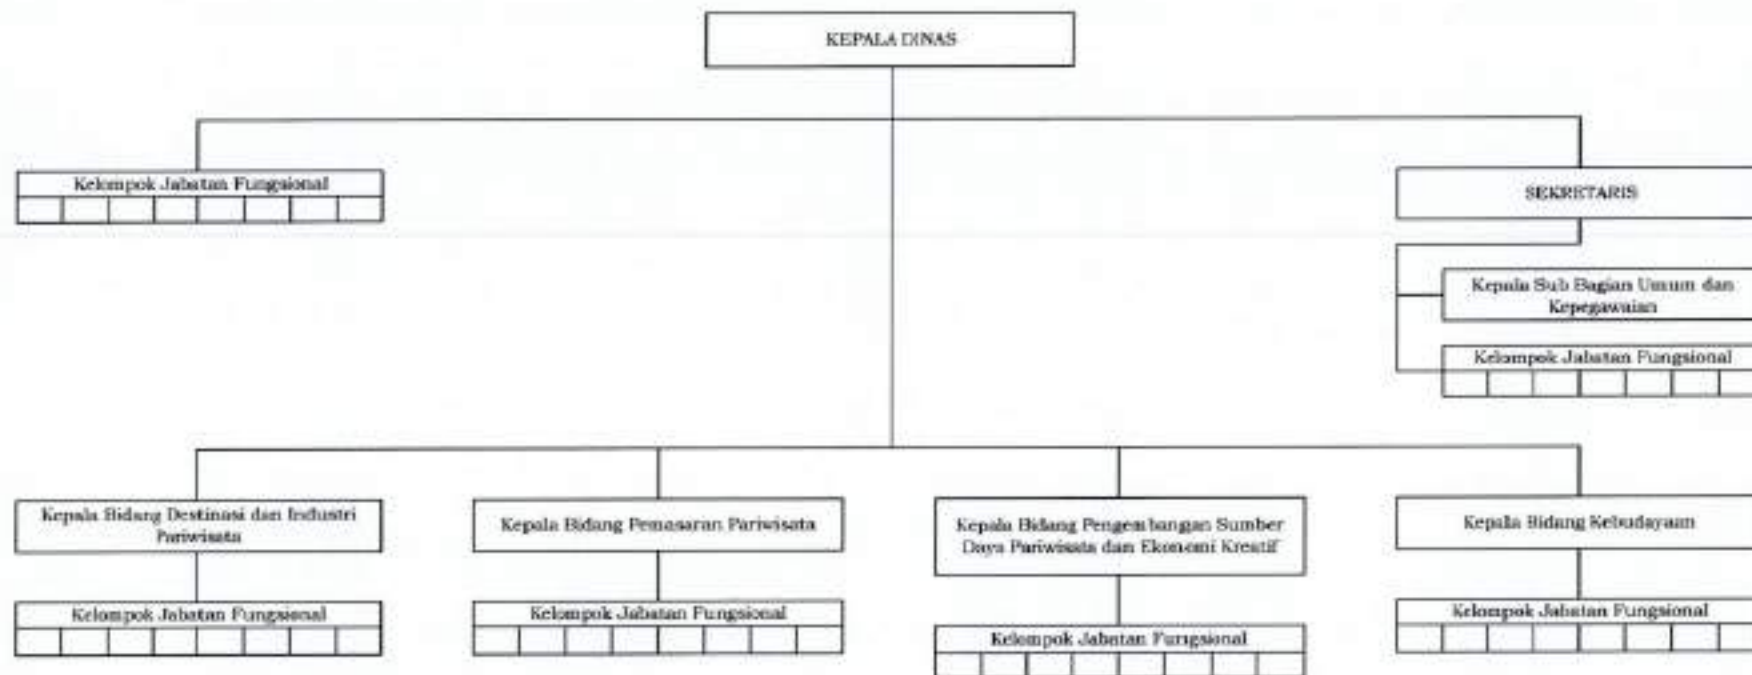 KEPALA DINAS
Kelompok Jabatan Fungsional
SEKRETARIS
Kepala Sub Bagian Umum dan
Kepegawaian
Kelompok Jabatan Fungsional
Kepala Bidang Destinasi dan Industri
Pariwisata
Kelompok Jabatan Fungsional
Kepala Bidang Pemasaran Pariwisata
Kelompok Jabatan Fungsional
Kepala Bidang Pengembangan Sumber
Daya Pariwisata dan Ekonomi Kreatif
Kelompok Jabatan Fungsional
Kepala Bidang Kebudayaan
Kelompok Jabatan Fungsional